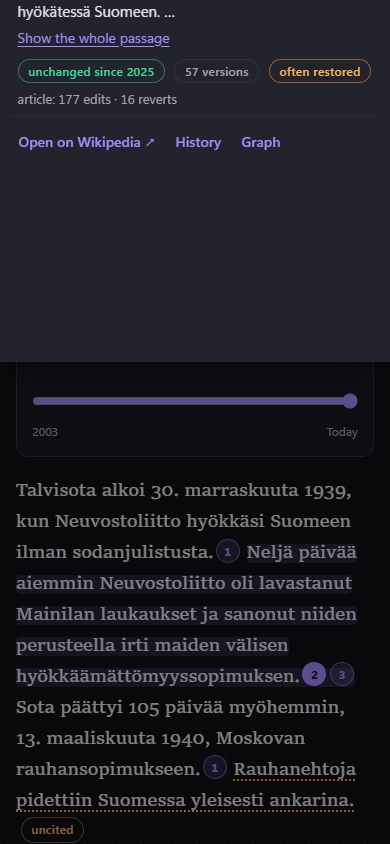 hyökätessä Suomeen. ...
Show the whole passage
unchanged since 2025 57 versions often restored
article: 177 edits · 16 reverts
Open on Wikipedia ↗ History Graph
2003 Today
Talvisota alkoi 30. marraskuuta 1939,
kun Neuvostoliitto hyökkäsi Suomeen
ilman sodanjulistusta. 1 Neljä päivää
aiemmin Neuvostoliitto oli lavastanut
Mainilan laukaukset ja sanonut niiden
perusteella irti maiden välisen
hyökkäämättömyyssopimuksen. 2 3
Sota päättyi 105 päivää myöhemmin,
13. maaliskuuta 1940, Moskovan
rauhansopimukseen. 1 Rauhanehtoja
pidettiin Suomessa yleisesti ankarina.
uncited